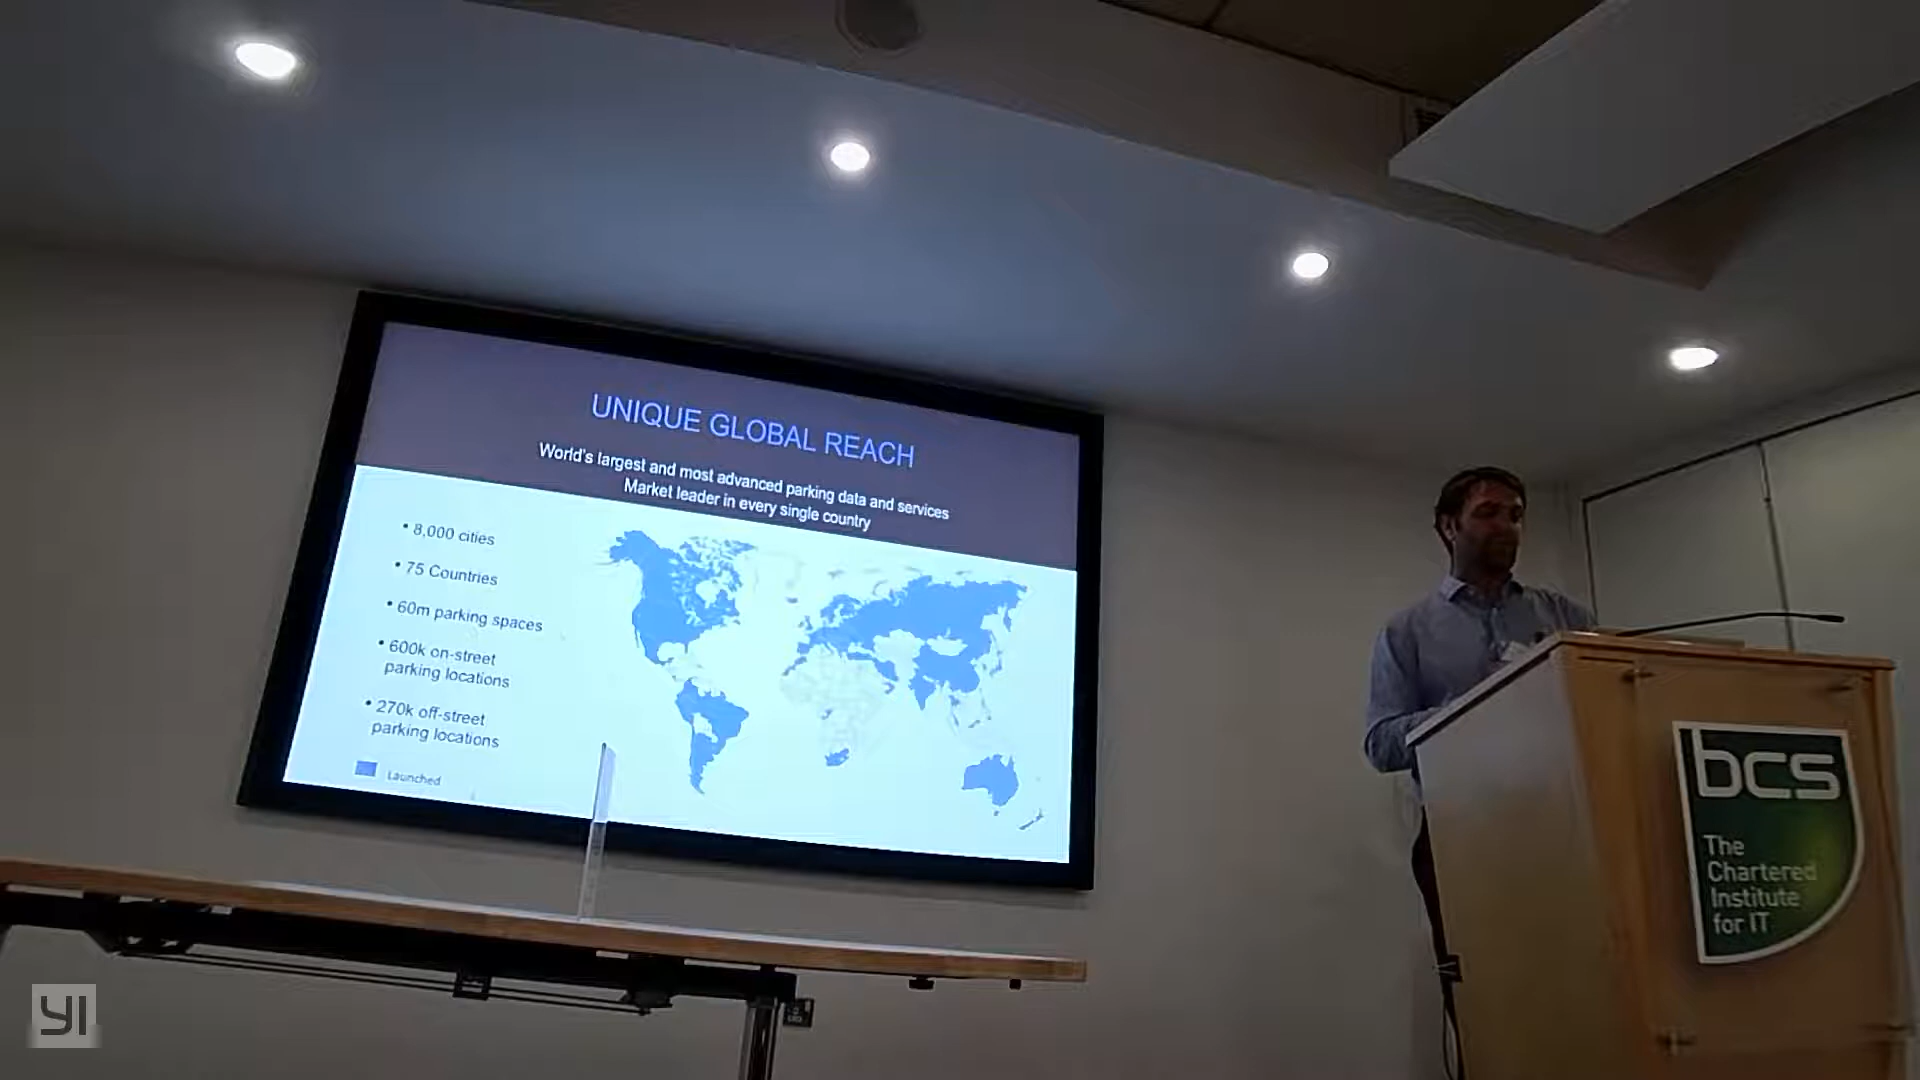 UNIQUE GLOBAL REACH
World's largest and most advanced parking data and services
Market leader in every single country
• 8,000 cities
• 75 Countries
• 60m parking spaces
• 600k on-street
parking locations
• 270k off-street
parking locations
Launched
bcs
The
Chartered
Institute
for IT
YI